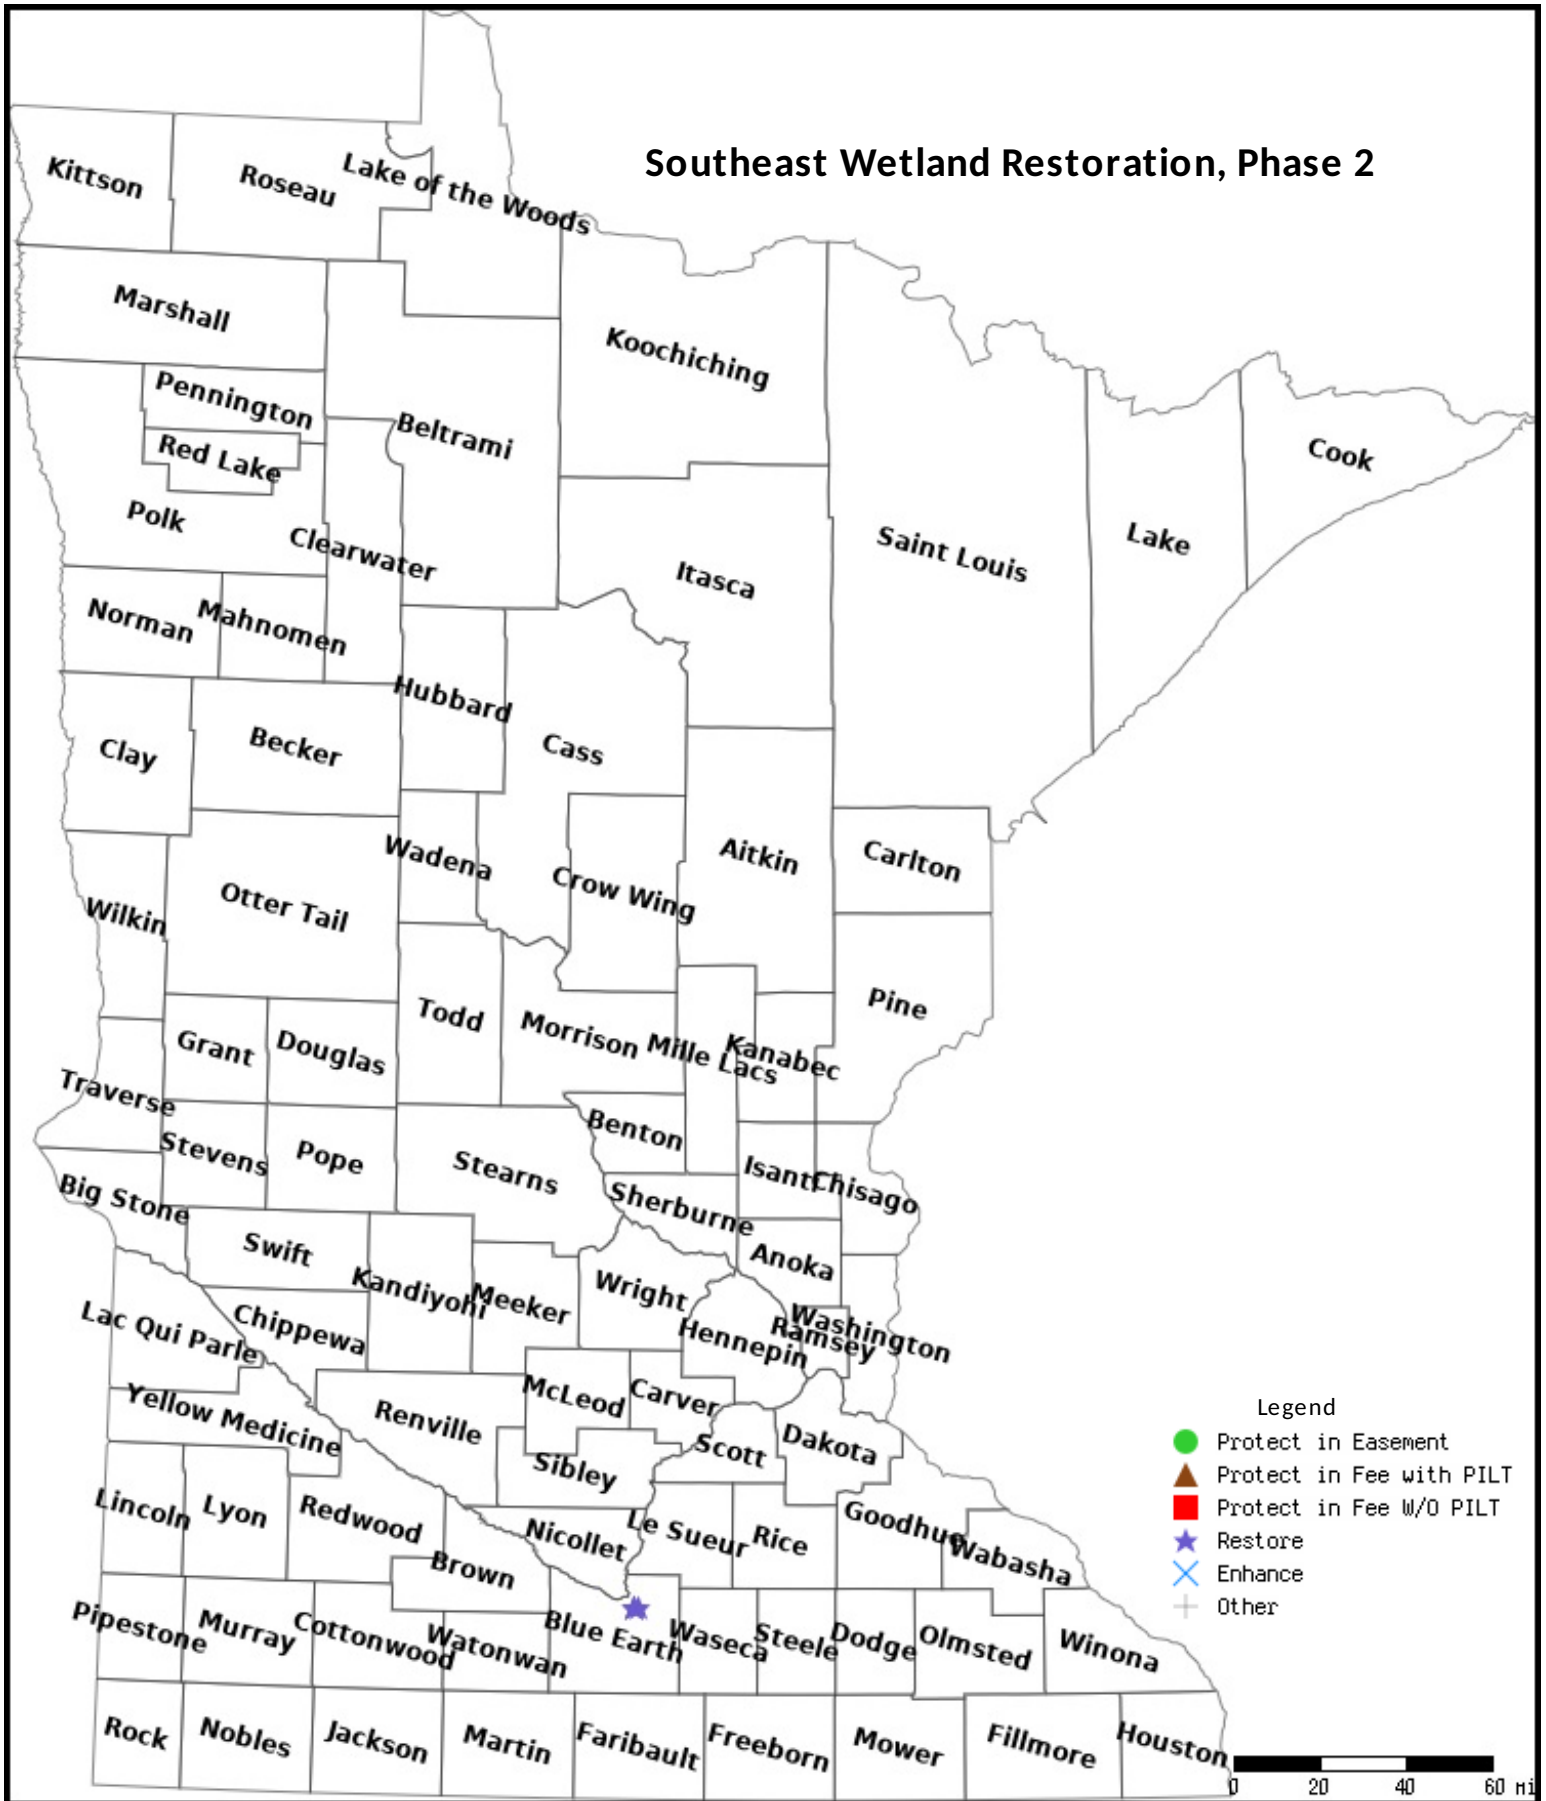 Southeast Wetland Restoration, Phase 2
Kittson
Roseau
Lake of the Woods
Marshall
Koochiching
Pennington
Beltrami
Red Lake
Cook
Polk
Clearwater
Saint Louis
Lake
Itasca
Norman
Mahnomen
Hubbard
Clay
Becker
Cass
Wadena
Aitkin
Carlton
Otter Tail
Crow Wing
Wilkin
Pine
Todd
Morrison
Mille Lacs
Kanabec
Grant
Douglas
Traverse
Benton
Stevens
Pope
Stearns
Isanti
Chisago
Big Stone
Sherburne
Swift
Anoka
Kandiyohi
Meeker
Wright
Lac Qui Parle
Chippewa
Hennepin
Ramsey
Washington
McLeod
Carver
Yellow Medicine
Renville
Scott
Dakota
Sibley
Lincoln
Lyon
Redwood
Nicollet
Le Sueur
Rice
Goodhue
Wabasha
Brown
Pipestone
Murray
Cottonwood
Watonwan
Blue Earth
Waseca
Steele
Dodge
Olmsted
Winona
Rock
Nobles
Jackson
Martin
Faribault
Freeborn
Mower
Fillmore
Houston
Legend
Protect in Easement
Protect in Fee with PILT
Protect in Fee W/O PILT
Restore
Enhance
Other
0 20 40 60 mi